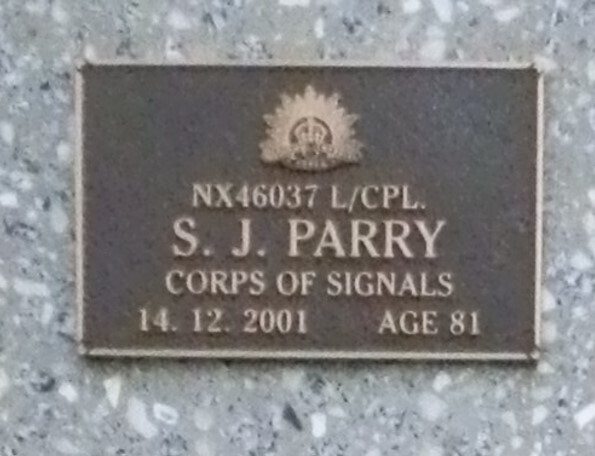 NX46037 L/CPL.
S. J. PARRY
CORPS OF SIGNALS
14. 12. 2001 AGE 81